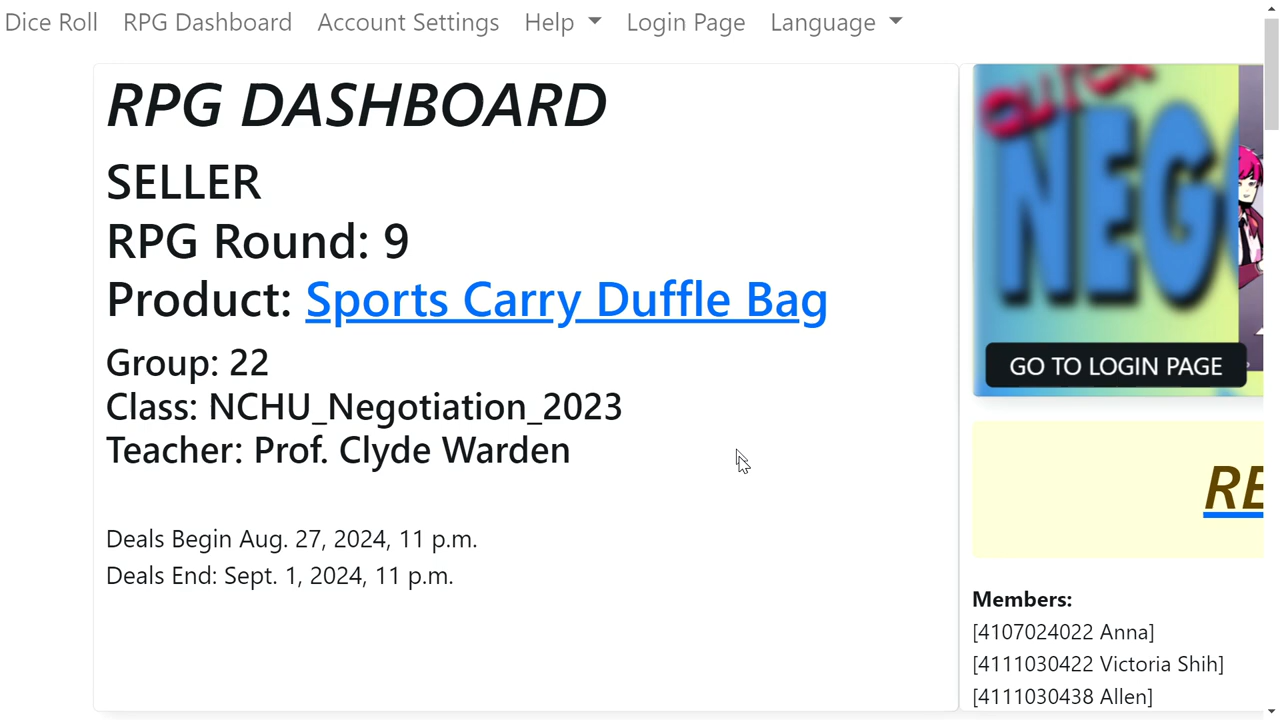 Dice Roll RPG Dashboard Account Settings Help Login Page Language
RPG DASHBOARD
SELLER
RPG Round: 9
Product: Sports Carry Duffle Bag
Group: 22
Class: NCHU_Negotiation_2023
Teacher: Prof. Clyde Warden
Deals Begin Aug. 27, 2024, 11 p.m.
Deals End: Sept. 1, 2024, 11 p.m.
GO TO LOGIN PAGE
Members:
[4107024022 Anna]
[4111030422 Victoria Shih]
[4111030438 Allen]